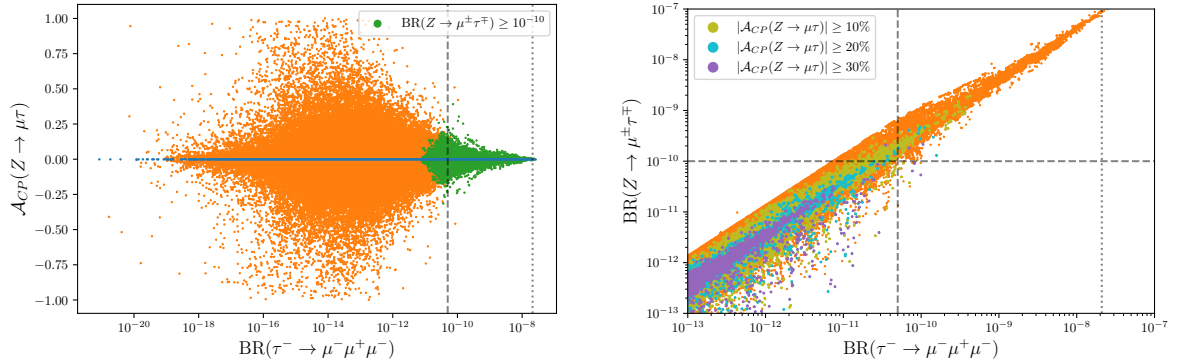 BR(Z → μ±τ∓) ≥ 10⁻¹⁰
1.00
0.75
0.50
0.25
0.00
−0.25
−0.50
−0.75
−1.00
𝒜_CP(Z → μτ)
10⁻²⁰ 10⁻¹⁸ 10⁻¹⁶ 10⁻¹⁴ 10⁻¹² 10⁻¹⁰ 10⁻⁸
BR(τ⁻ → μ⁻μ⁺μ⁻)
|𝒜_CP(Z → μτ)| ≥ 10%
|𝒜_CP(Z → μτ)| ≥ 20%
|𝒜_CP(Z → μτ)| ≥ 30%
10⁻⁷
10⁻⁸
10⁻⁹
10⁻¹⁰
10⁻¹¹
10⁻¹²
10⁻¹³
BR(Z → μ±τ∓)
10⁻¹³ 10⁻¹² 10⁻¹¹ 10⁻¹⁰ 10⁻⁹ 10⁻⁸ 10⁻⁷
BR(τ⁻ → μ⁻μ⁺μ⁻)